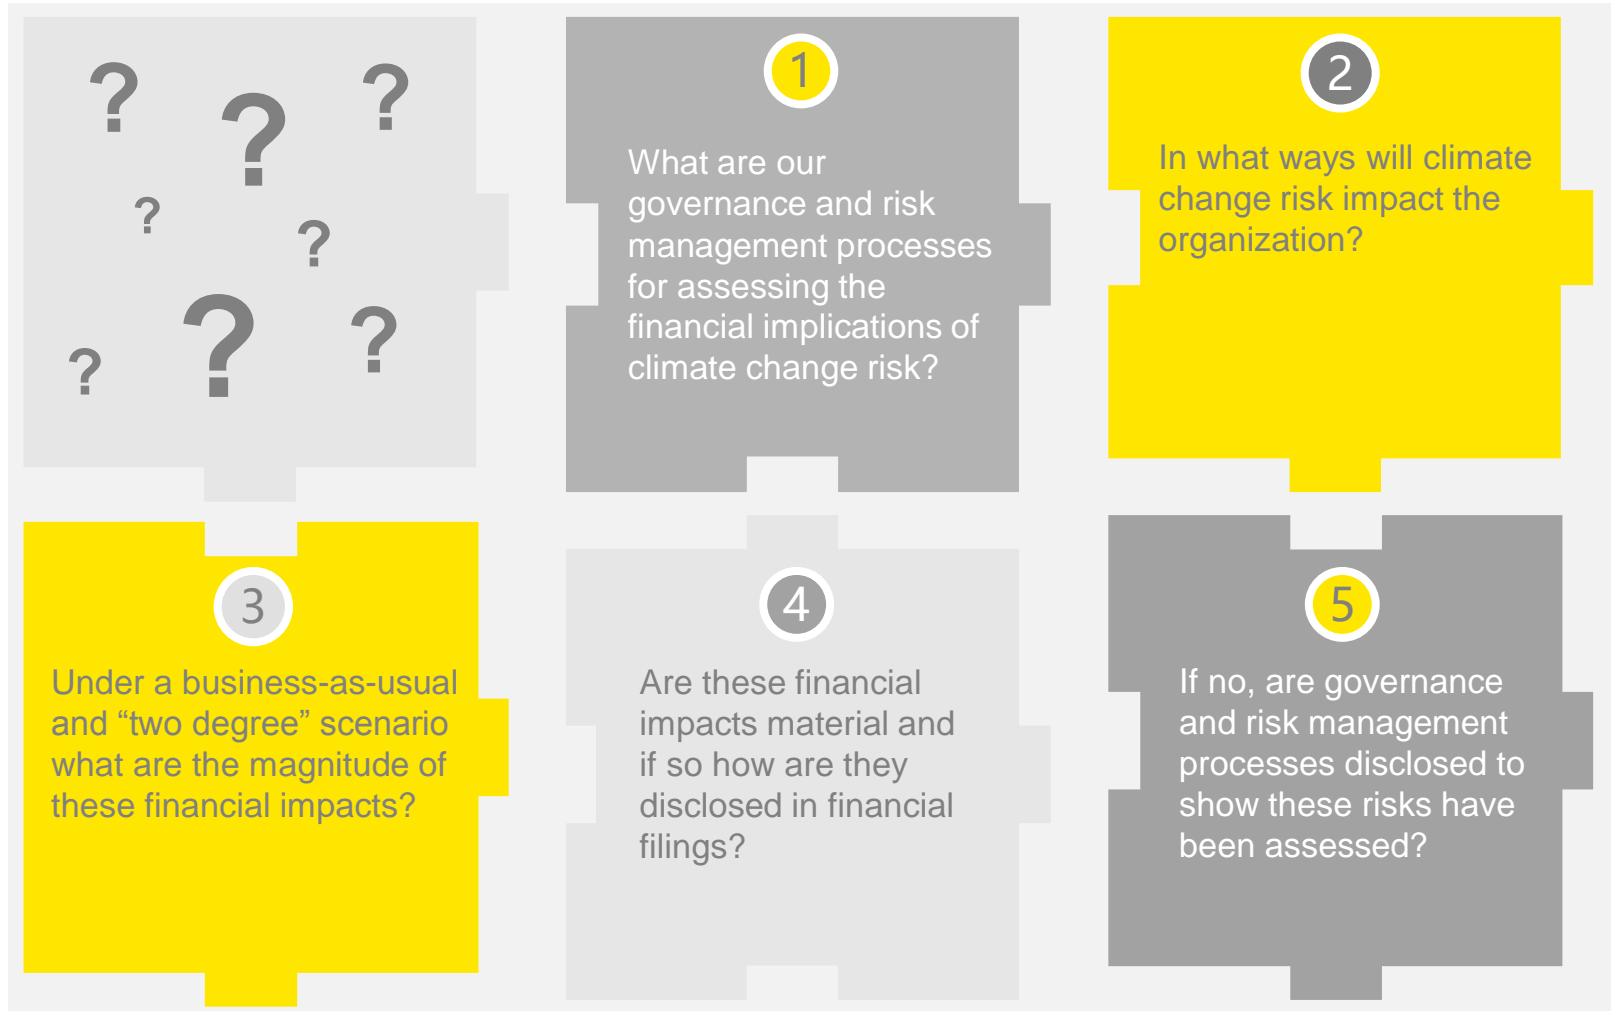 ? ? ?
? ?
? ? ?
1
What are our
governance and risk
management processes
for assessing the
financial implications of
climate change risk?
2
In what ways will climate
change risk impact the
organization?
3
Under a business-as-usual
and “two degree” scenario
what are the magnitude of
these financial impacts?
4
Are these financial
impacts material and
if so how are they
disclosed in financial
filings?
5
If no, are governance
and risk management
processes disclosed to
show these risks have
been assessed?